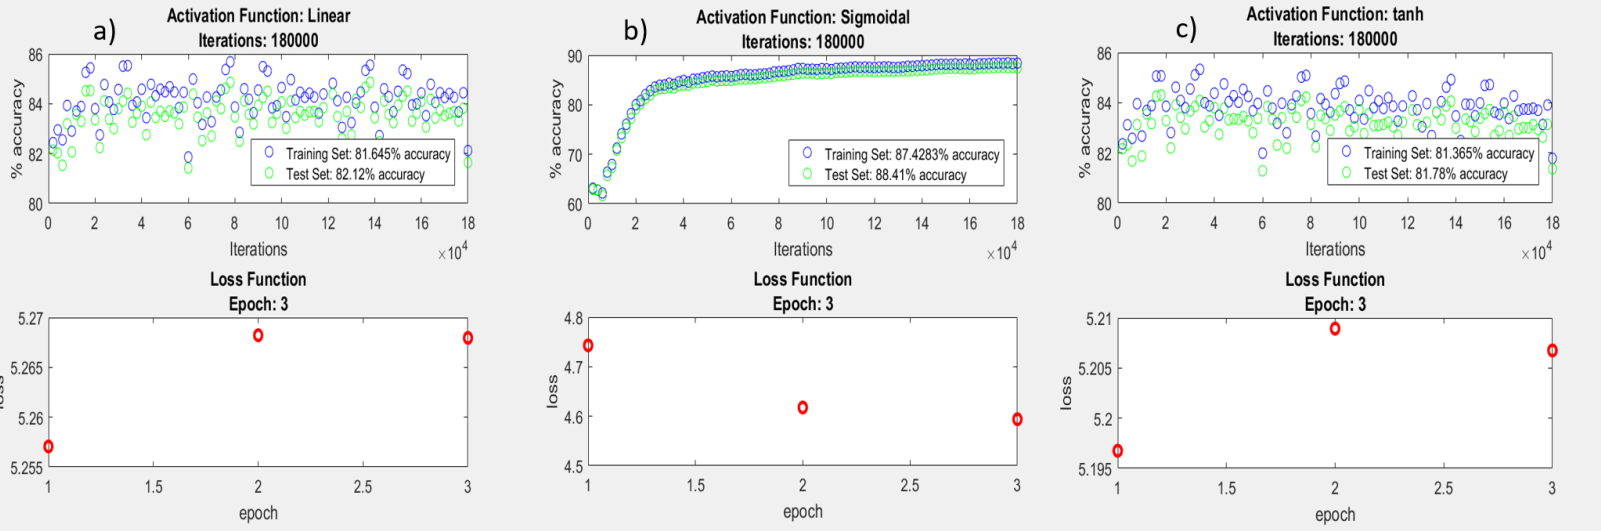 a)
Activation Function: Linear
Iterations: 180000
86
84
82
80
% accuracy
Training Set: 81.645% accuracy
Test Set: 82.12% accuracy
0 2 4 6 8 10 12 14 16 18
Iterations
×10⁴
Loss Function
Epoch: 3
5.27
5.265
5.26
5.255
loss
1 1.5 2 2.5 3
epoch
b)
Activation Function: Sigmoidal
Iterations: 180000
90
80
70
60
% accuracy
Training Set: 87.4283% accuracy
Test Set: 88.41% accuracy
0 2 4 6 8 10 12 14 16 18
Iterations
×10⁴
Loss Function
Epoch: 3
4.8
4.7
4.6
4.5
loss
1 1.5 2 2.5 3
epoch
c)
Activation Function: tanh
Iterations: 180000
86
84
82
80
% accuracy
Training Set: 81.365% accuracy
Test Set: 81.78% accuracy
0 2 4 6 8 10 12 14 16 18
Iterations
×10⁴
Loss Function
Epoch: 3
5.21
5.205
5.2
5.195
loss
1 1.5 2 2.5 3
epoch